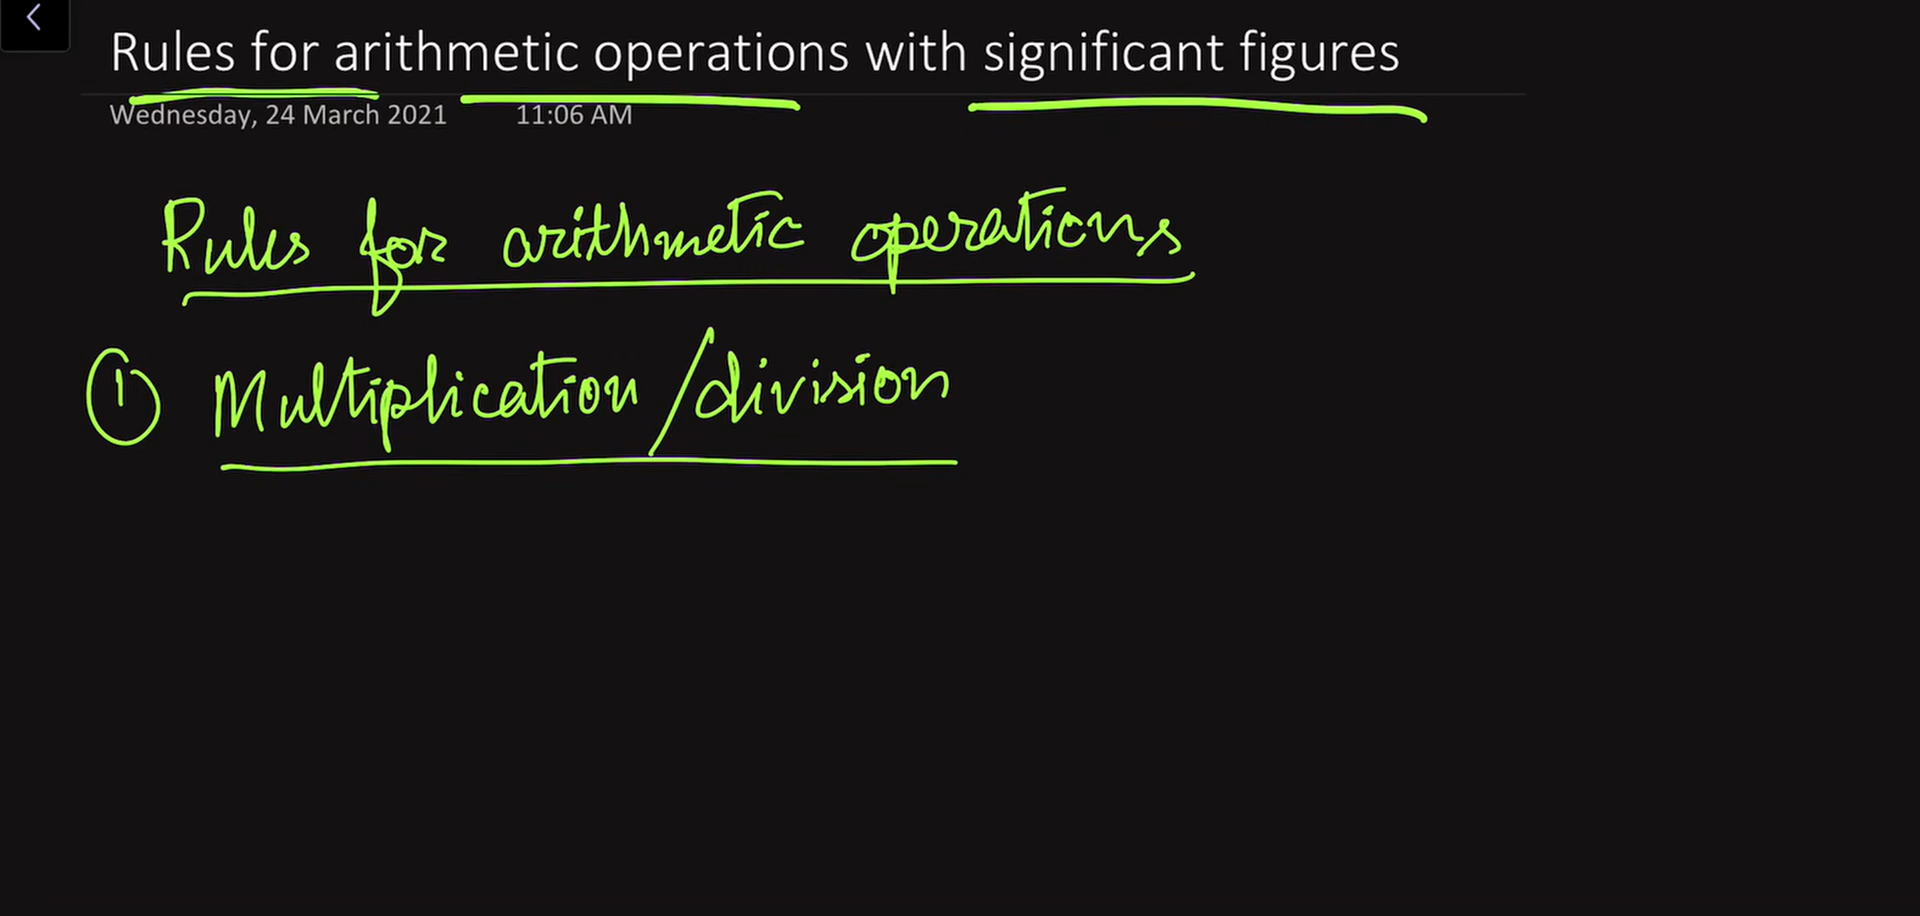 Rules for arithmetic operations with significant figures
Wednesday, 24 March 2021 11:06 AM
Rules for arithmetic operations
① Multiplication/division